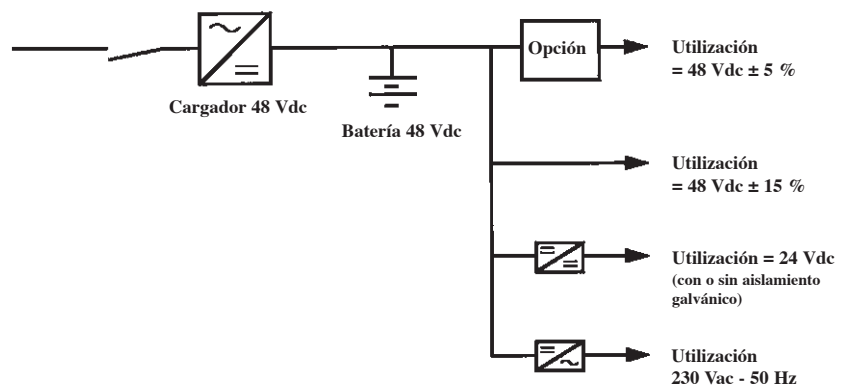 Opción
Utilización
= 48 Vdc ± 5 %
Cargador 48 Vdc
Batería 48 Vdc
Utilización
= 48 Vdc ± 15 %
Utilización = 24 Vdc
(con o sin aislamiento
galvánico)
Utilización
230 Vac - 50 Hz